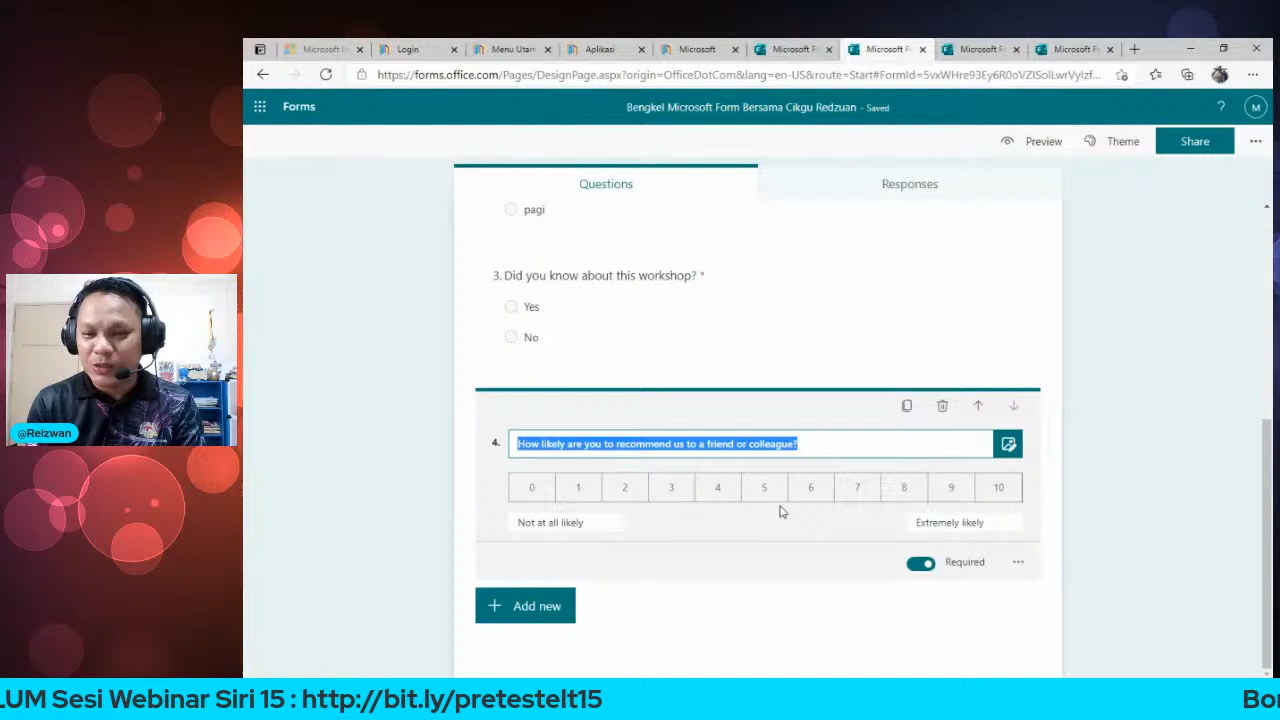 Microsoft
Login
Menu Utam
Aplikasi
Microsoft
Microsoft F
Microsoft F
Microsoft F
Microsoft F
https://forms.office.com/Pages/DesignPage.aspx?origin=OfficeDotCom&lang=en-US&route=Start#FormId=
Forms
Bengkel Microsoft Form Bersama Cikgu Redzuan - Saved
?
M
Preview
Theme
Share
Questions
Responses
pagi
3. Did you know about this workshop? *
Yes
No
4. How likely are you to recommend us to a friend or colleague?
0 1 2 3 4 5 6 7 8 9 10
Not at all likely
Extremely likely
Required
+ Add new
@Reizwan
LUM Sesi Webinar Siri 15 : http://bit.ly/pretestelt15
Bor